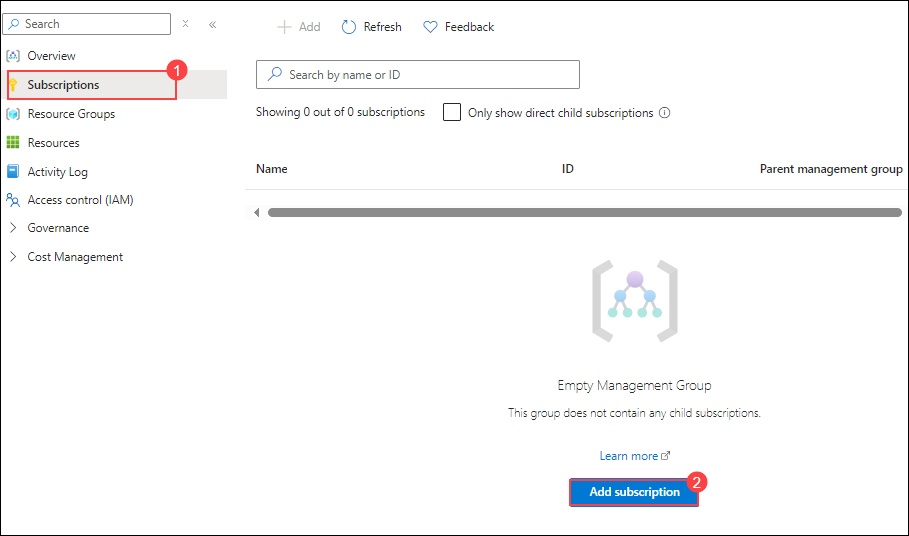 Search
Add
Refresh
Feedback
Overview
Subscriptions
1
Resource Groups
Resources
Activity Log
Access control (IAM)
Governance
Cost Management
Search by name or ID
Showing 0 out of 0 subscriptions
Only show direct child subscriptions
Name ID Parent management group
Empty Management Group
This group does not contain any child subscriptions.
Learn more
Add subscription
2